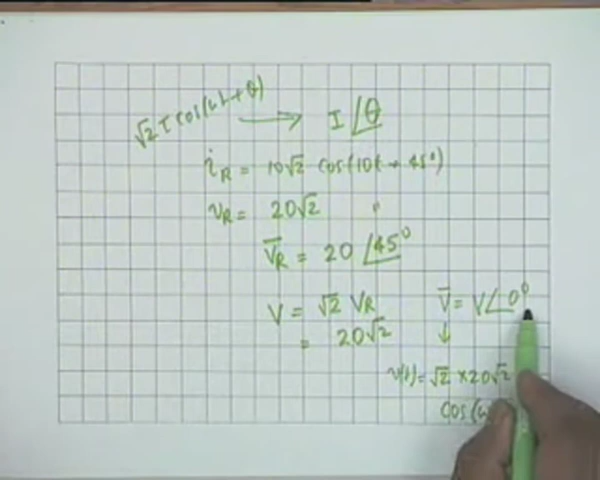 √2 I cos(ωt + θ) → I∠θ
i_R = 10√2 cos(10t + 45°)
v_R = 20√2 "
V̅_R = 20 ∠45°
V = √2 V_R V̅ = V∠0°
= 20√2 ↓
v(t) = √2 × 20√2
cos(ω